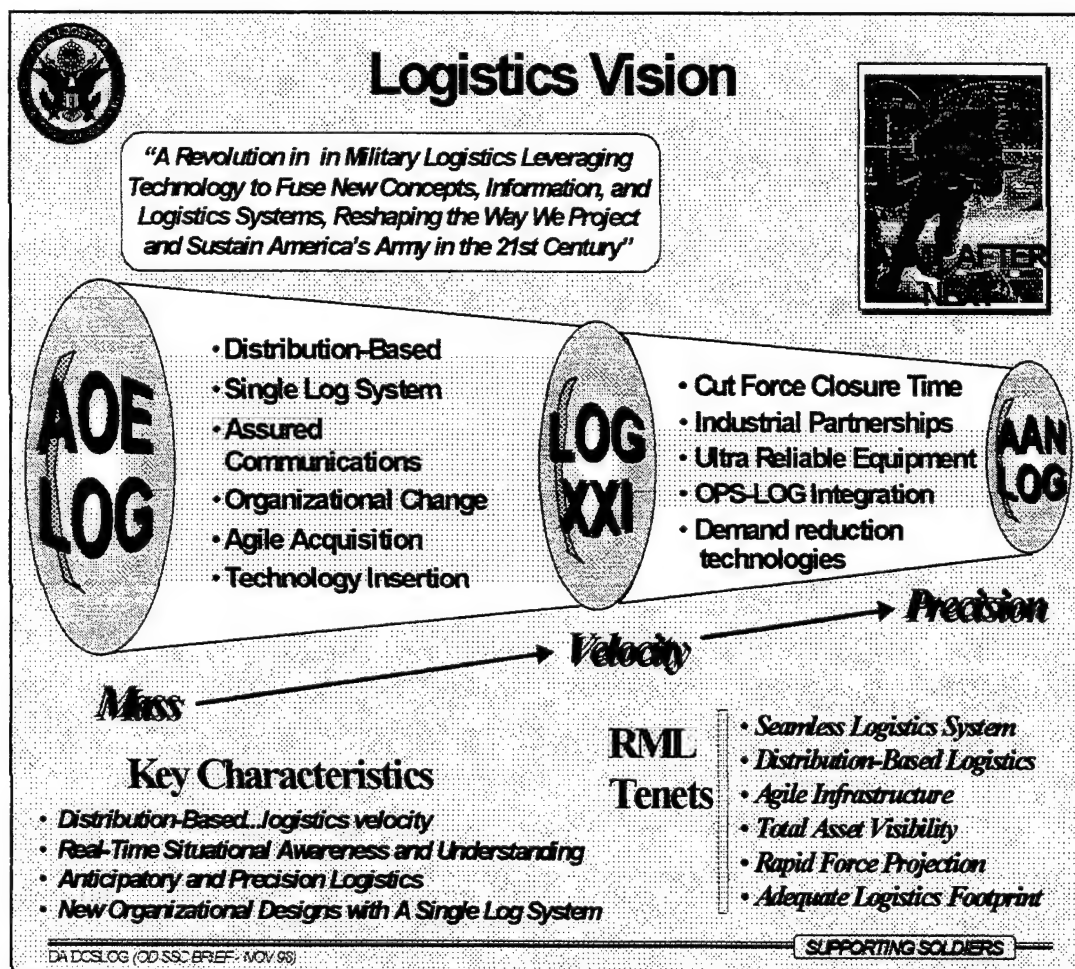 Logistics Vision
"A Revolution in in Military Logistics Leveraging
Technology to Fuse New Concepts, Information, and
Logistics Systems, Reshaping the Way We Project
and Sustain America's Army in the 21st Century"
AFTER
NEXT
AOE
LOG
• Distribution-Based
• Single Log System
• Assured
Communications
• Organizational Change
• Agile Acquisition
• Technology Insertion
LOG
XXI
• Cut Force Closure Time
• Industrial Partnerships
• Ultra Reliable Equipment
• OPS-LOG Integration
• Demand reduction
technologies
AAN
LOG
Mass
Velocity
Precision
Key Characteristics
• Distribution-Based...logistics velocity
• Real-Time Situational Awareness and Understanding
• Anticipatory and Precision Logistics
• New Organizational Designs with A Single Log System
RML
Tenets
• Seamless Logistics System
• Distribution-Based Logistics
• Agile Infrastructure
• Total Asset Visibility
• Rapid Force Projection
• Adequate Logistics Footprint
DA DCSLOG (OD SSC BRIEF - NOV 98)
SUPPORTING SOLDIERS